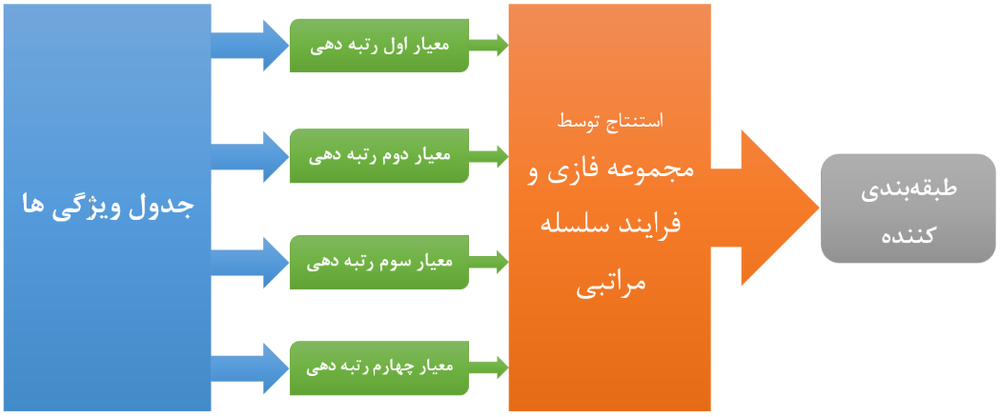 جدول ویژگی ها
معیار اول رتبه دهی
معیار دوم رتبه دهی
معیار سوم رتبه دهی
معیار چهارم رتبه دهی
استنتاج توسط
مجموعه فازی و
فرایند سلسله
مراتبی
طبقه‌بندی
کننده